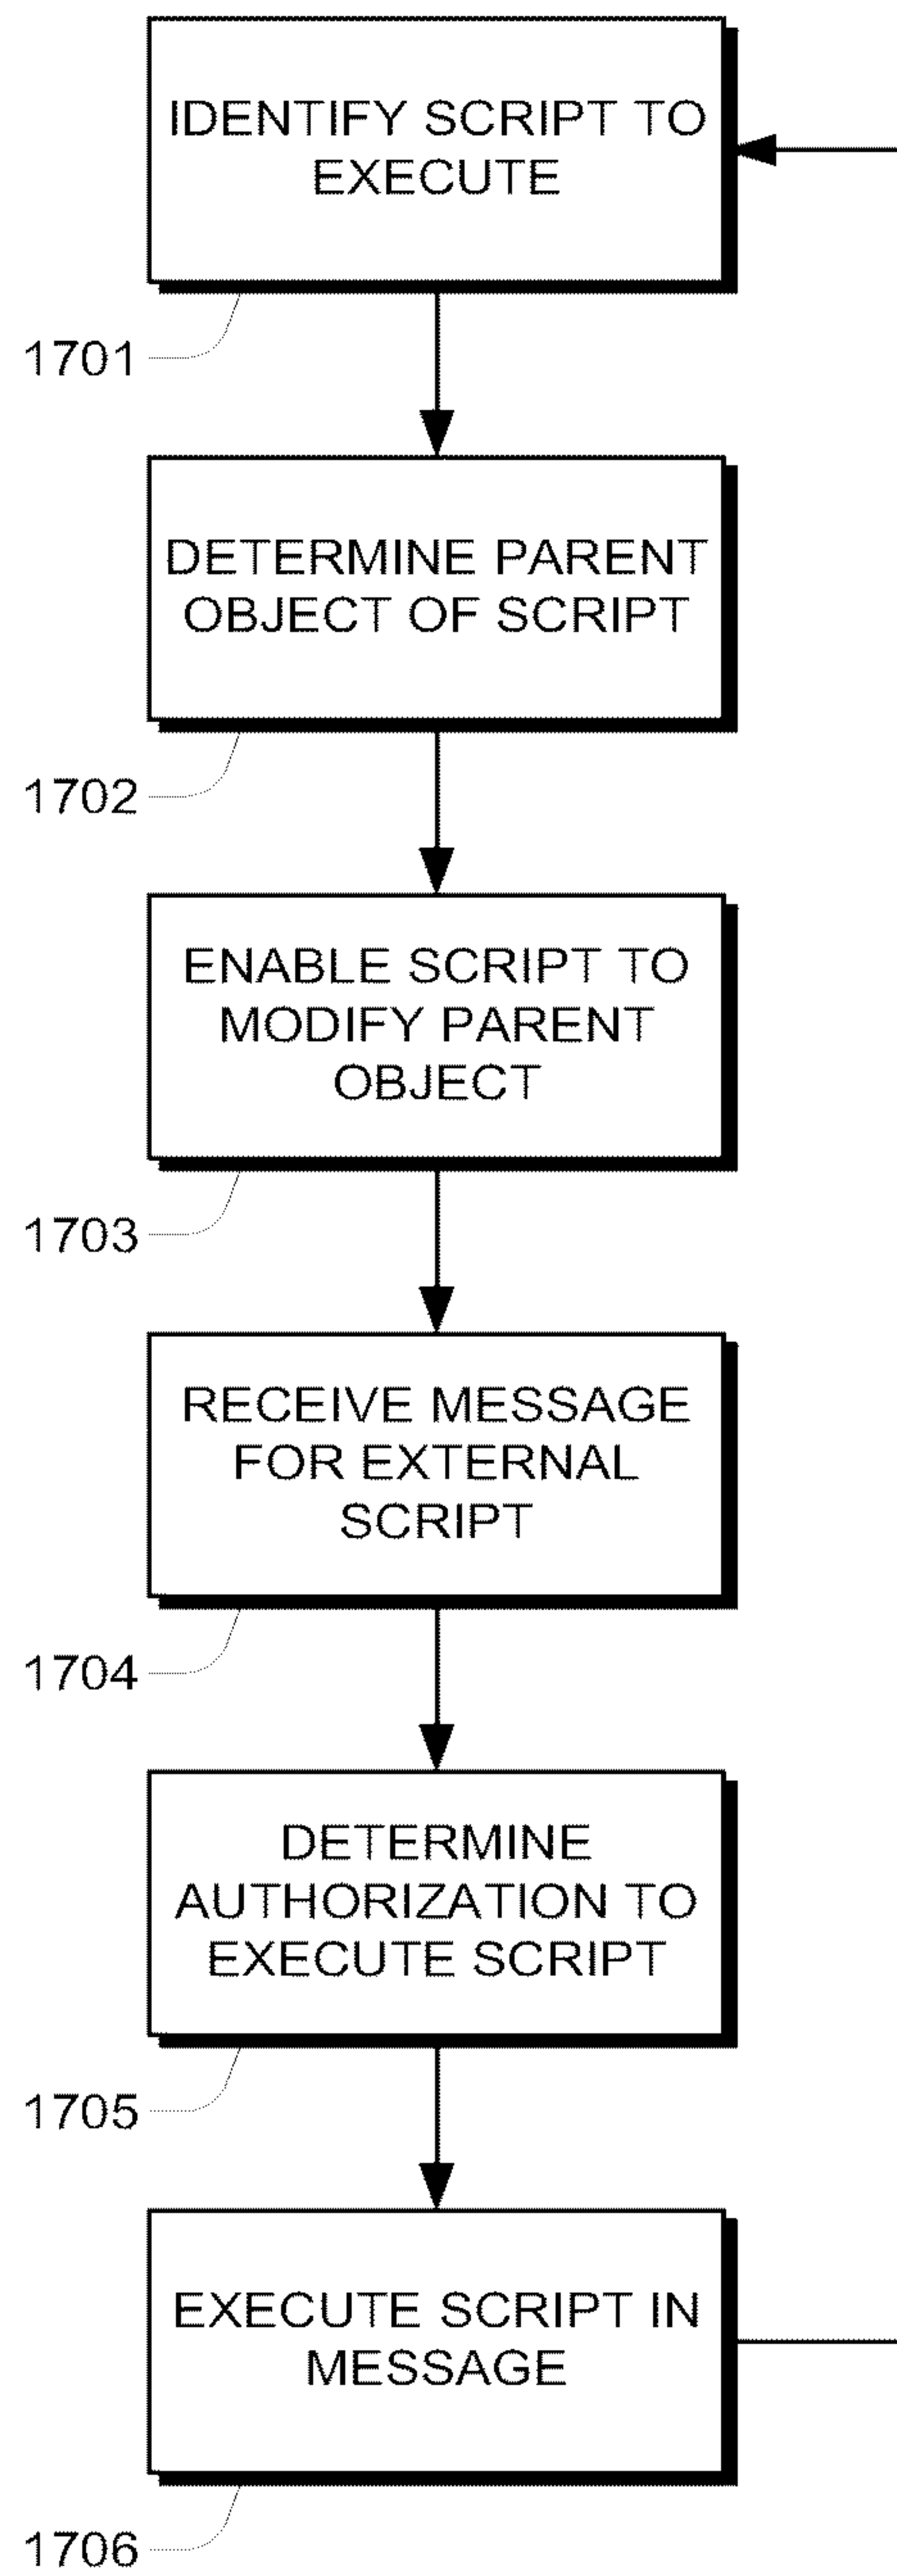 IDENTIFY SCRIPT TO
EXECUTE
1701
DETERMINE PARENT
OBJECT OF SCRIPT
1702
ENABLE SCRIPT TO
MODIFY PARENT
OBJECT
1703
RECEIVE MESSAGE
FOR EXTERNAL
SCRIPT
1704
DETERMINE
AUTHORIZATION TO
EXECUTE SCRIPT
1705
EXECUTE SCRIPT IN
MESSAGE
1706